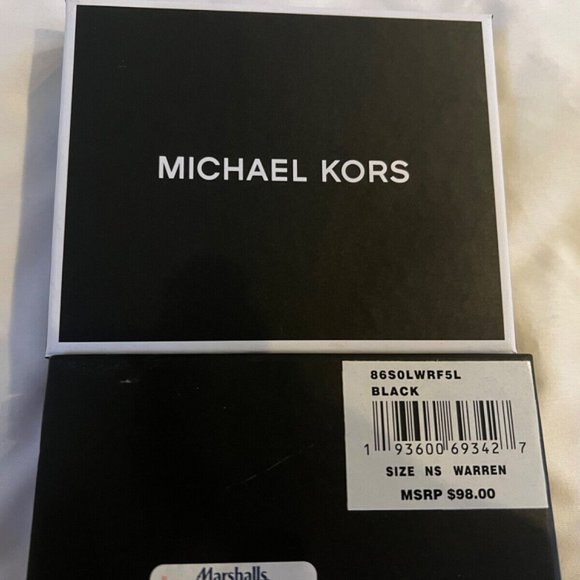 MICHAEL KORS
86S0LWRF5L
BLACK
1 93600 69342 7
SIZE NS WARREN
MSRP $98.00
Marshalls